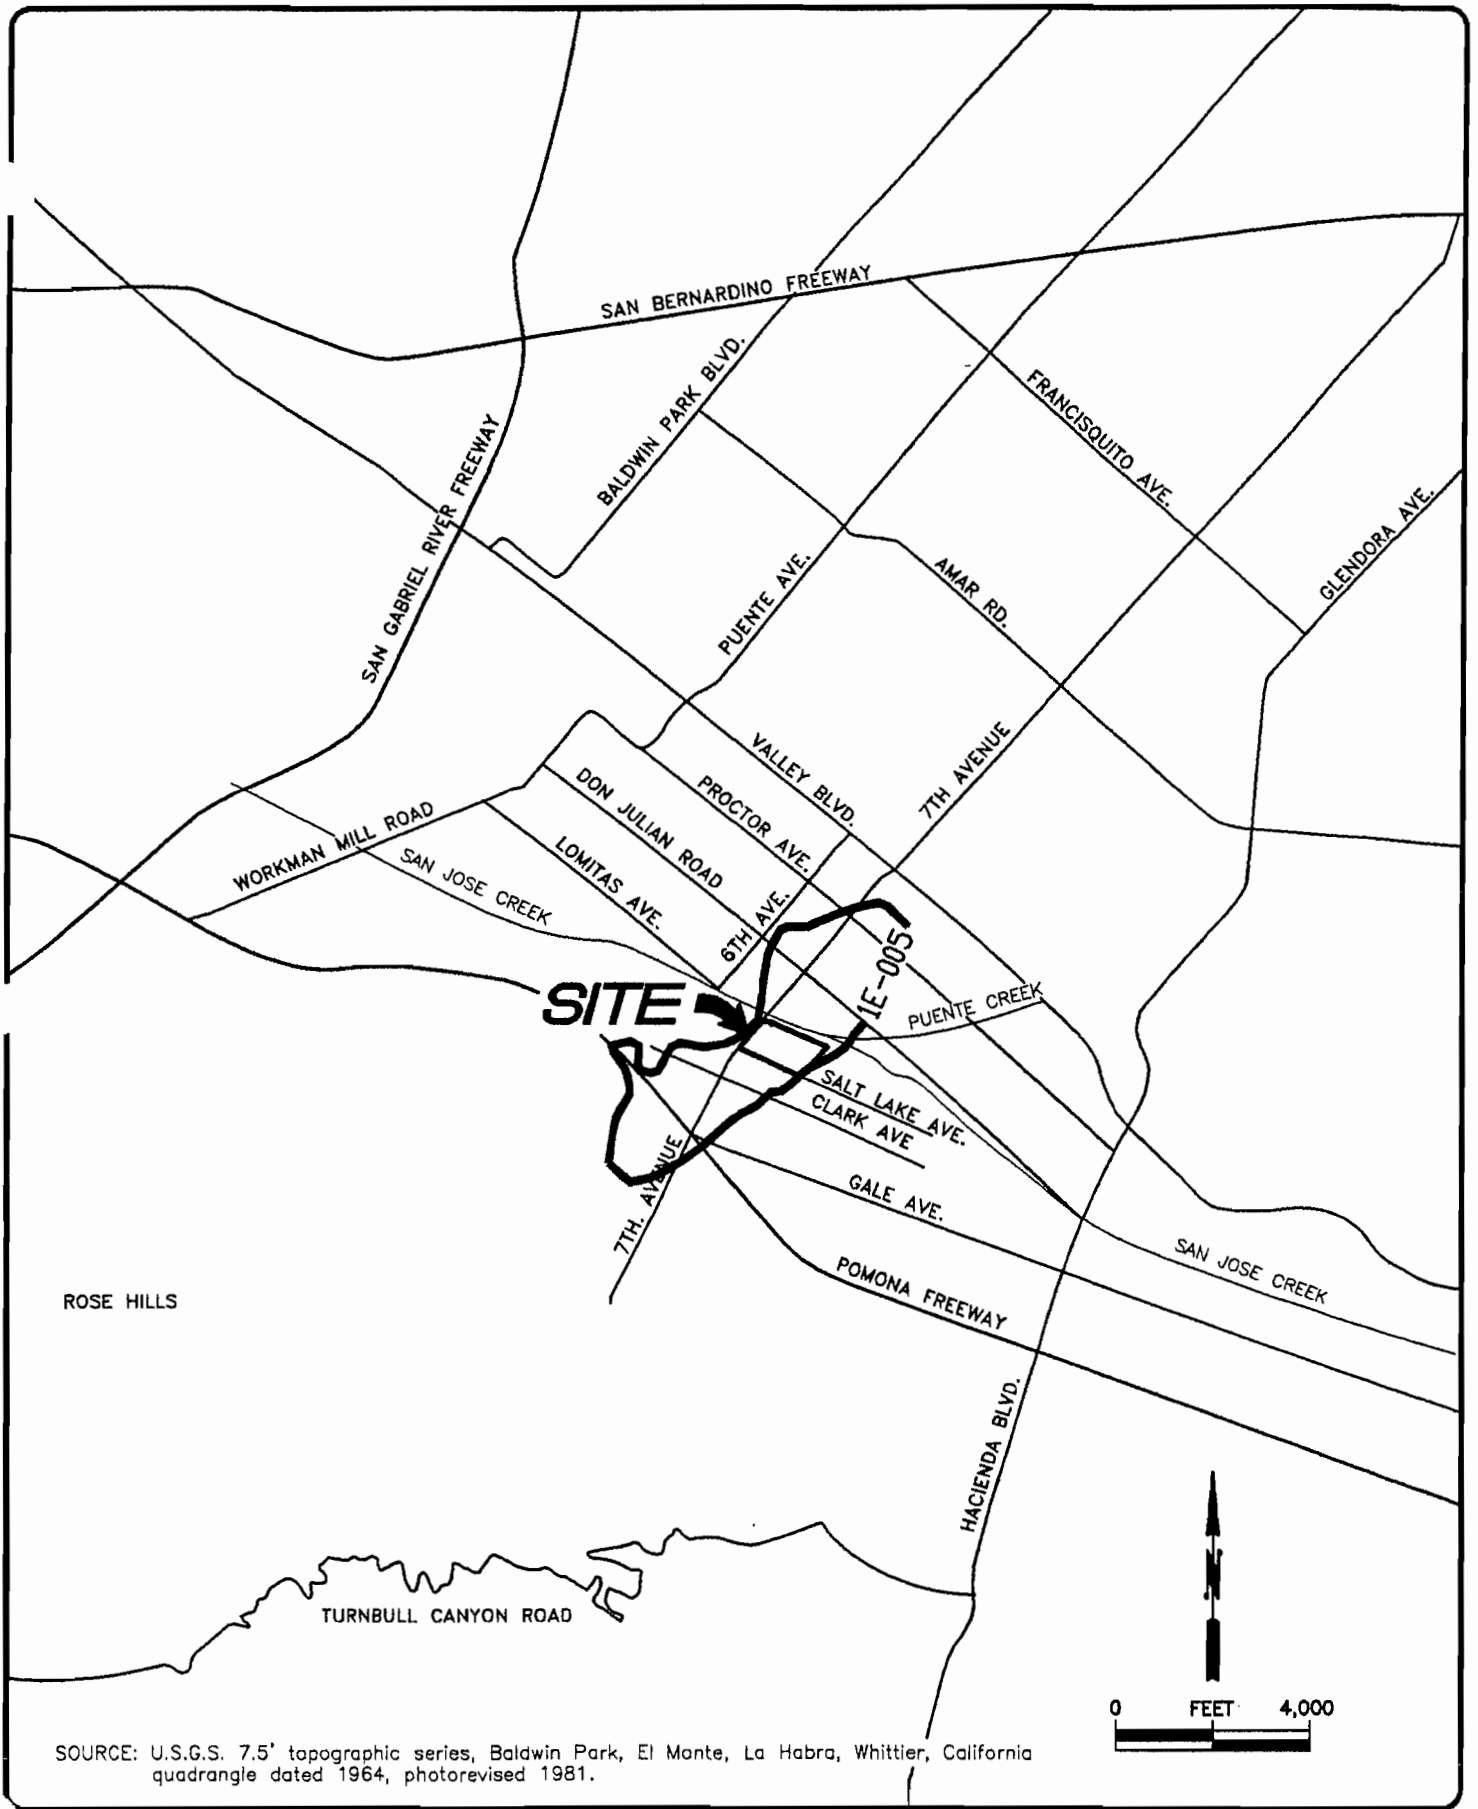 SAN BERNARDINO FREEWAY
BALDWIN PARK BLVD.
FRANCISQUITO AVE.
SAN GABRIEL RIVER FREEWAY
GLENDORA AVE.
PUENTE AVE.
AMAR RD.
VALLEY BLVD.
7TH AVENUE
PROCTOR AVE.
DON JULIAN ROAD
WORKMAN MILL ROAD
LOMITAS AVE.
SAN JOSE CREEK
6TH AVE.
1E-005
SITE
PUENTE CREEK
SALT LAKE AVE.
CLARK AVE
7TH. AVENUE
GALE AVE.
SAN JOSE CREEK
POMONA FREEWAY
ROSE HILLS
HACIENDA BLVD.
N
TURNBULL CANYON ROAD
0 FEET 4,000
SOURCE: U.S.G.S. 7.5' topographic series, Baldwin Park, El Monte, La Habra, Whittier, California
quadrangle dated 1964, photorevised 1981.